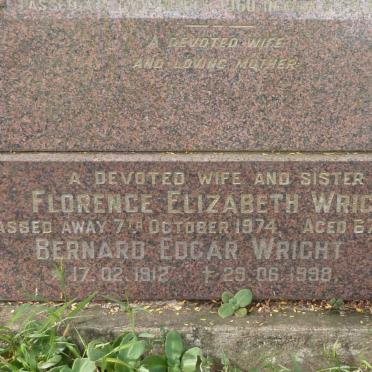 A DEVOTED WIFE
AND LOVING MOTHER
A DEVOTED WIFE AND SISTER
FLORENCE ELIZABETH WRIG
ASSED AWAY 7TH OCTOBER 1974. AGED 6
BERNARD EDGAR WRIGHT
* 17.02.1912 † 29.06.1998